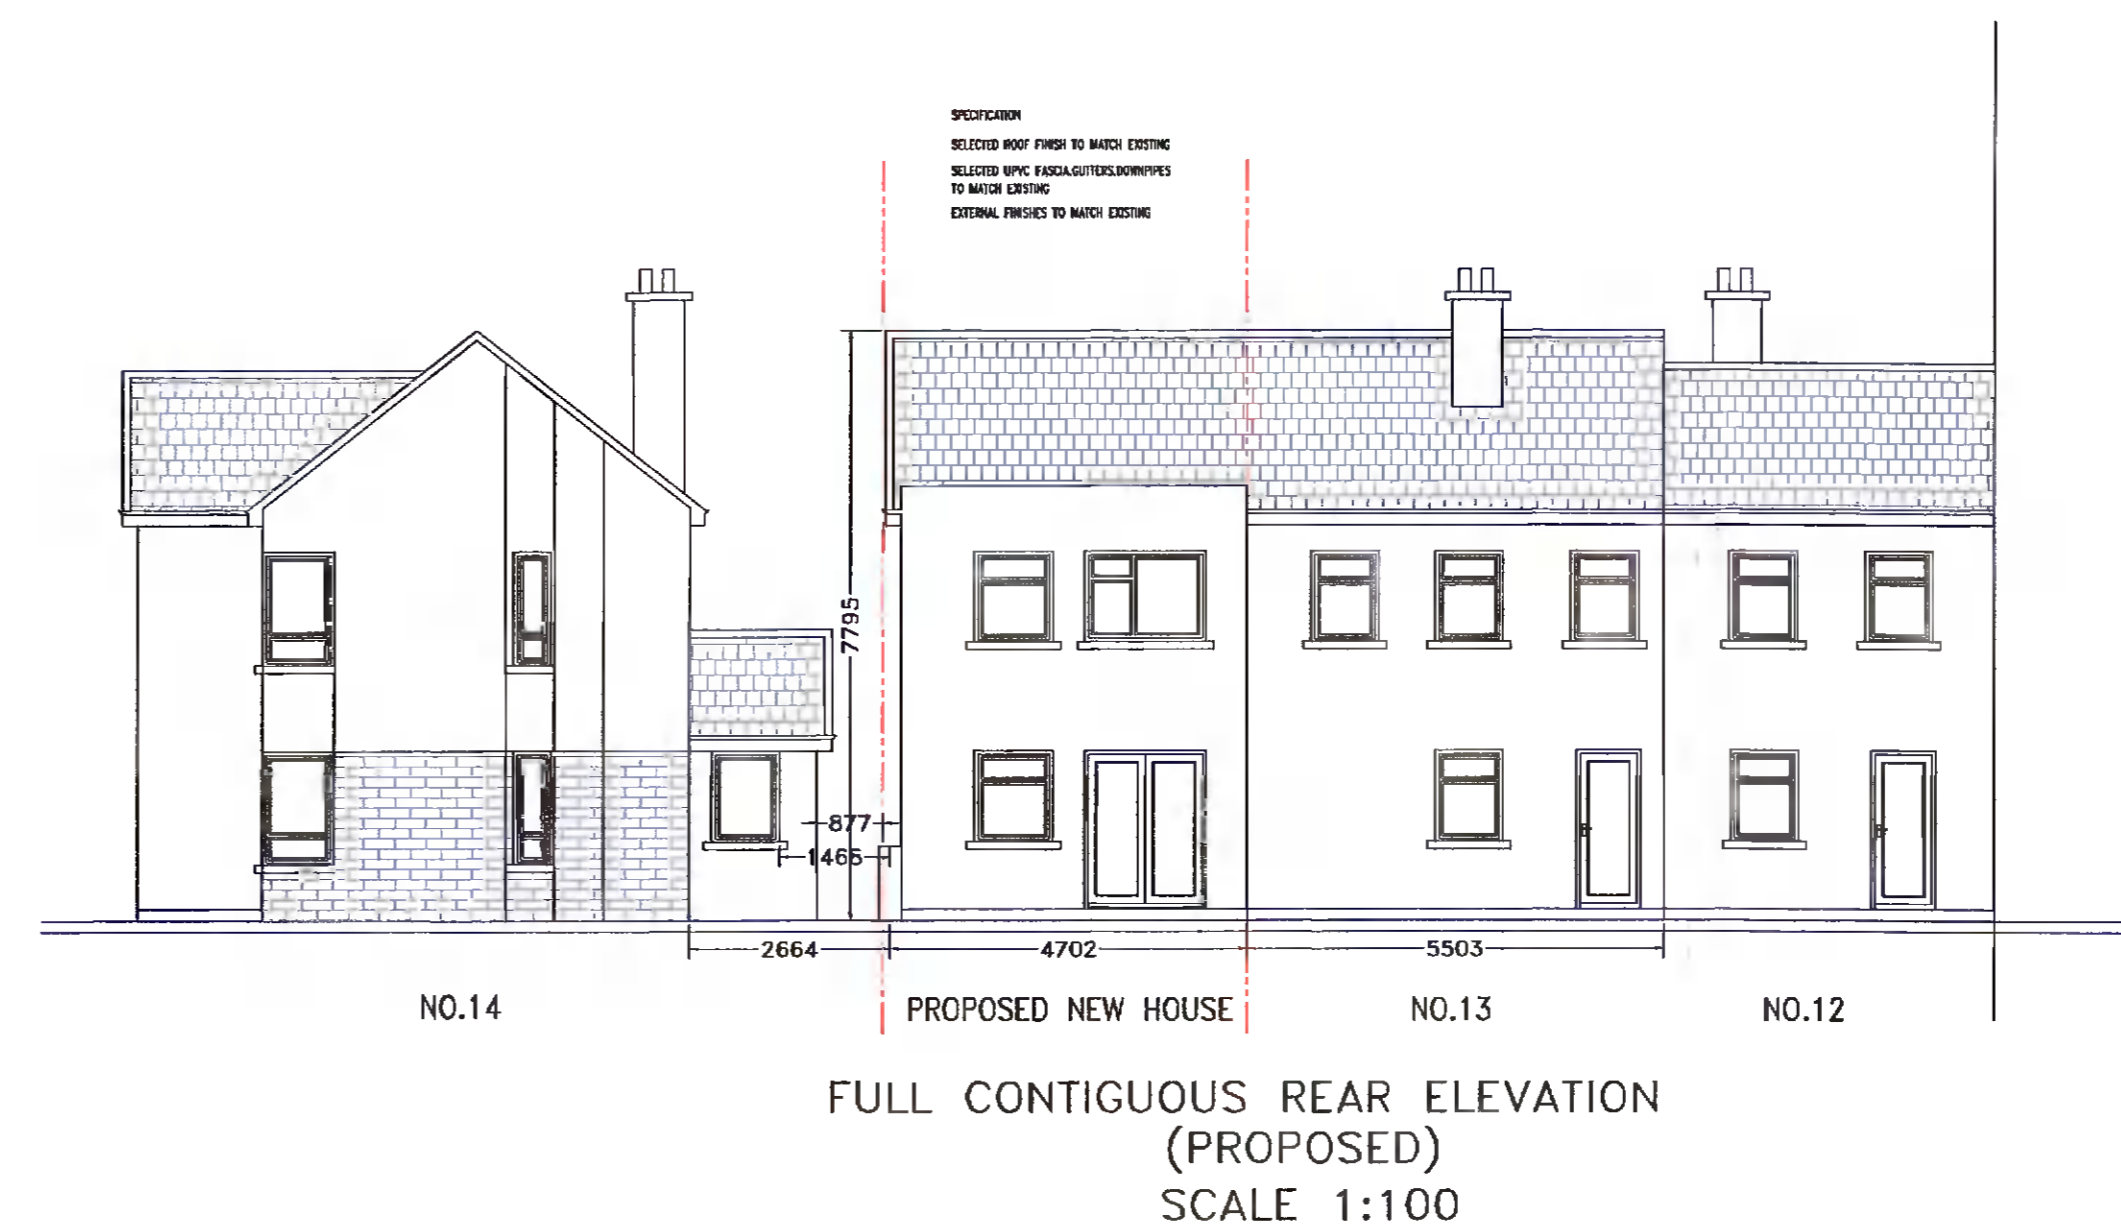 SPECIFICATION
SELECTED ROOF FINISH TO MATCH EXISTING
SELECTED UPVC FASCIA,GUTTERS,DOWNPIPES
TO MATCH EXISTING
EXTERNAL FINISHES TO MATCH EXISTING
7795
877
1465
2664
4702
5503
NO.14
PROPOSED NEW HOUSE
NO.13
NO.12
FULL CONTIGUOUS REAR ELEVATION
(PROPOSED)
SCALE 1:100